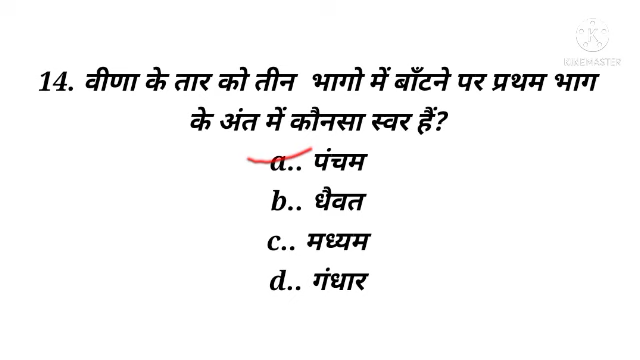 KINEMASTER
14. वीणा के तार को तीन भागो में बाँटने पर प्रथम भाग
के अंत में कौनसा स्वर हैं?
a.. पंचम
b.. धैवत
c.. मध्यम
d.. गंधार